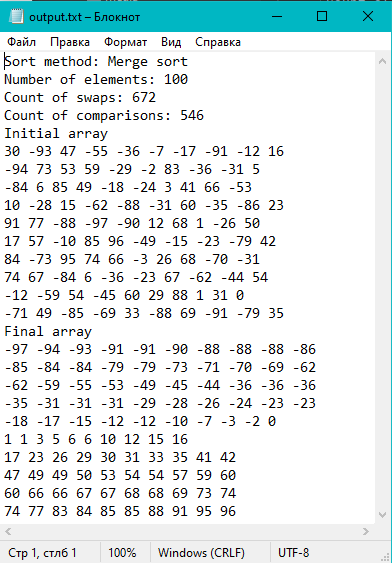 output.txt – Блокнот
Файл Правка Формат Вид Справка
Sort method: Merge sort
Number of elements: 100
Count of swaps: 672
Count of comparisons: 546
Initial array
30 -93 47 -55 -36 -7 -17 -91 -12 16
-94 73 53 59 -29 -2 83 -36 -31 5
-84 6 85 49 -18 -24 3 41 66 -53
10 -28 15 -62 -88 -31 60 -35 -86 23
91 77 -88 -97 -90 12 68 1 -26 50
17 57 -10 85 96 -49 -15 -23 -79 42
84 -73 95 74 66 -3 26 68 -70 -31
74 67 -84 6 -36 -23 67 -62 -44 54
-12 -59 54 -45 60 29 88 1 31 0
-71 49 -85 -69 33 -88 69 -91 -79 35
Final array
-97 -94 -93 -91 -91 -90 -88 -88 -88 -86
-85 -84 -84 -79 -79 -73 -71 -70 -69 -62
-62 -59 -55 -53 -49 -45 -44 -36 -36 -36
-35 -31 -31 -31 -29 -28 -26 -24 -23 -23
-18 -17 -15 -12 -12 -10 -7 -3 -2 0
1 1 3 5 6 6 10 12 15 16
17 23 26 29 30 31 33 35 41 42
47 49 49 50 53 54 54 57 59 60
60 66 66 67 67 68 68 69 73 74
74 77 83 84 85 85 88 91 95 96
Стр 1, стлб 1 100% Windows (CRLF) UTF-8